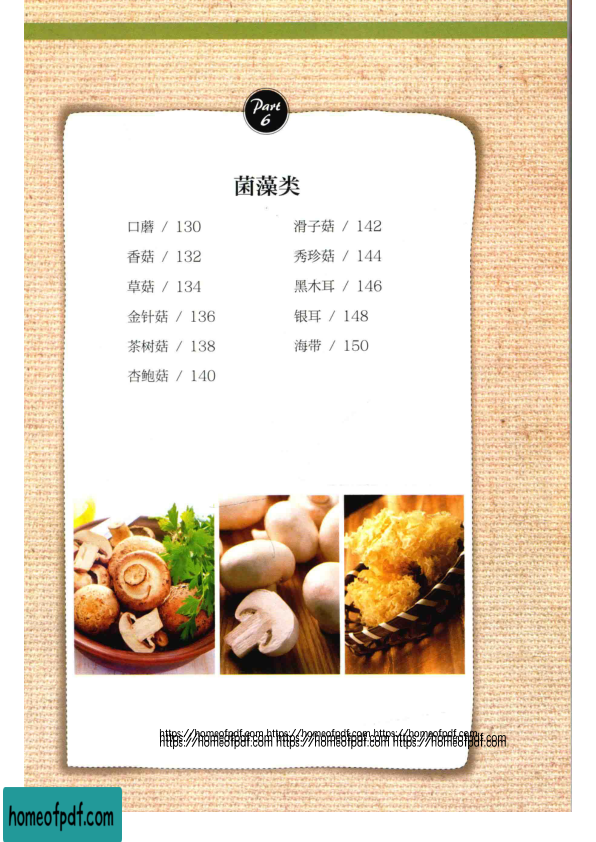 Part
6
菌藻类
口蘑 / 130
香菇 / 132
草菇 / 134
金针菇 / 136
茶树菇 / 138
杏鲍菇 / 140
滑子菇 / 142
秀珍菇 / 144
黑木耳 / 146
银耳 / 148
海带 / 150
https://homeofpdf.com https://homeofpdf.com https://homeofpdf.com
https://homeofpdf.com https://homeofpdf.com https://homeofpdf.com
homeofpdf.com